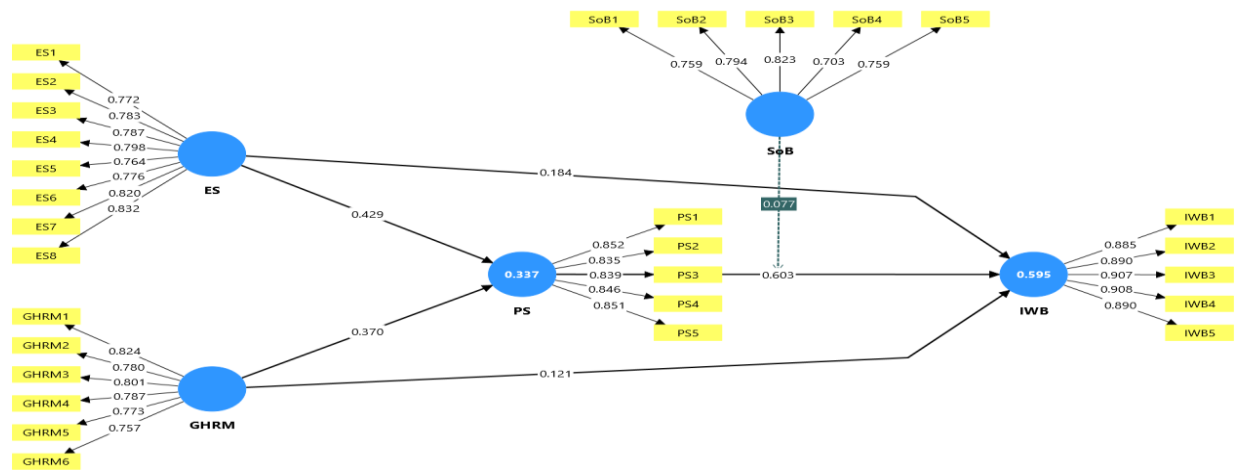 SoB1 SoB2 SoB3 SoB4 SoB5
0.759 0.794 0.823 0.703 0.759
SoB
ES1
ES2
ES3
ES4
ES5
ES6
ES7
ES8
0.772
0.783
0.787
0.798
0.764
0.776
0.820
0.832
ES
0.184
0.429
0.077
PS1
PS2
PS3
PS4
PS5
0.852
0.835
0.839
0.846
0.851
0.337
PS
0.603
0.595
IWB
0.885
0.890
0.907
0.908
0.890
IWB1
IWB2
IWB3
IWB4
IWB5
0.370
0.121
GHRM1
GHRM2
GHRM3
GHRM4
GHRM5
GHRM6
0.824
0.780
0.801
0.787
0.773
0.757
GHRM